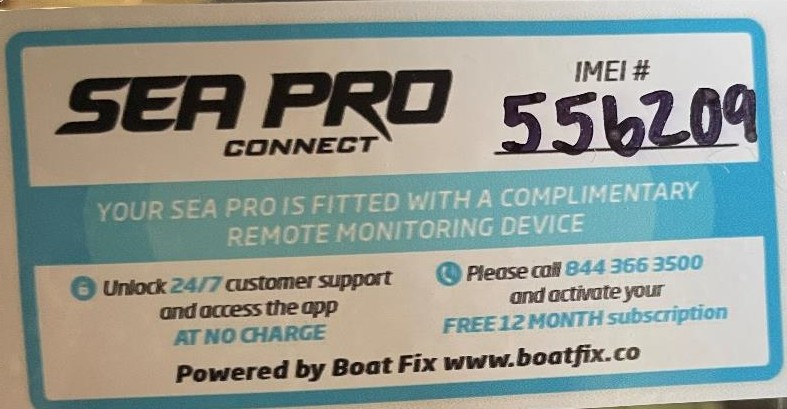 SEA PRO
CONNECT
IMEI #
556209
YOUR SEA PRO IS FITTED WITH A COMPLIMENTARY
REMOTE MONITORING DEVICE
Unlock 24/7 customer support
and access the app
AT NO CHARGE
Please call 844 366 3500
and activate your
FREE 12 MONTH subscription
Powered by Boat Fix www.boatfix.co